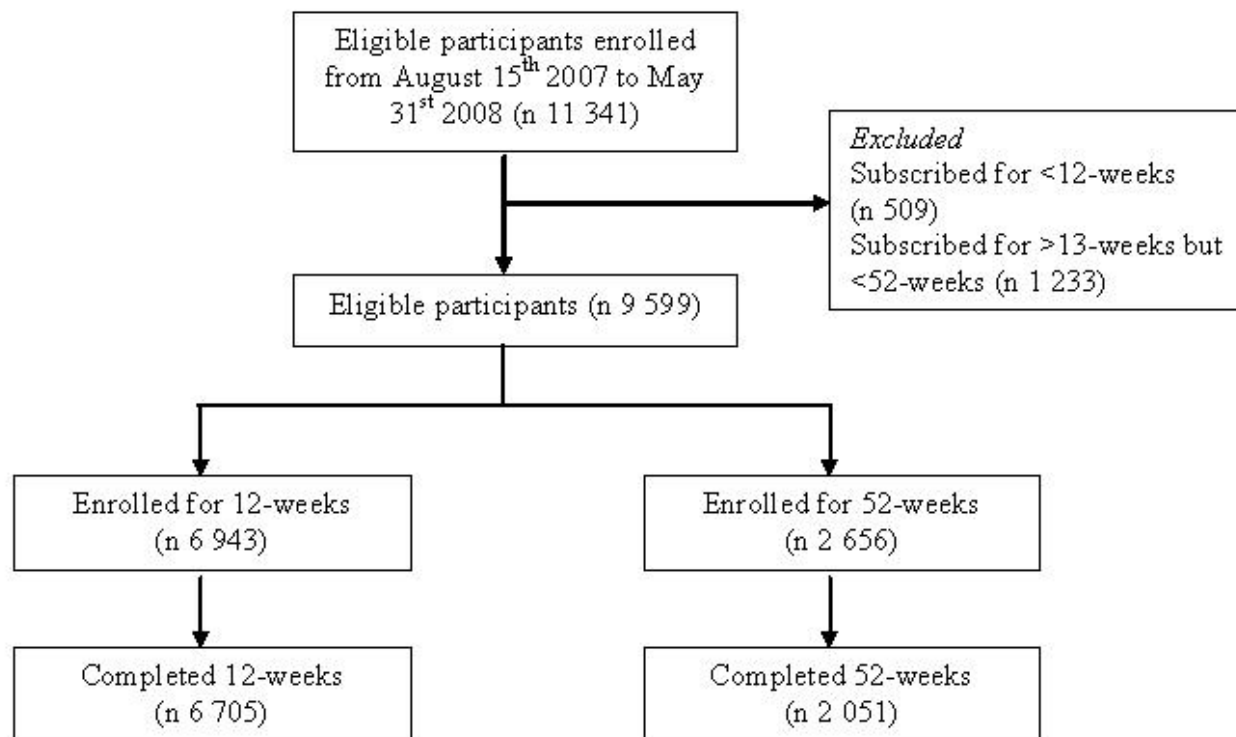 Eligible participants enrolled
from August 15th 2007 to May
31st 2008 (n 11 341)
Excluded
Subscribed for <12-weeks
(n 509)
Subscribed for >13-weeks but
<52-weeks (n 1 233)
Eligible participants (n 9 599)
Enrolled for 12-weeks
(n 6 943)
Enrolled for 52-weeks
(n 2 656)
Completed 12-weeks
(n 6 705)
Completed 52-weeks
(n 2 051)